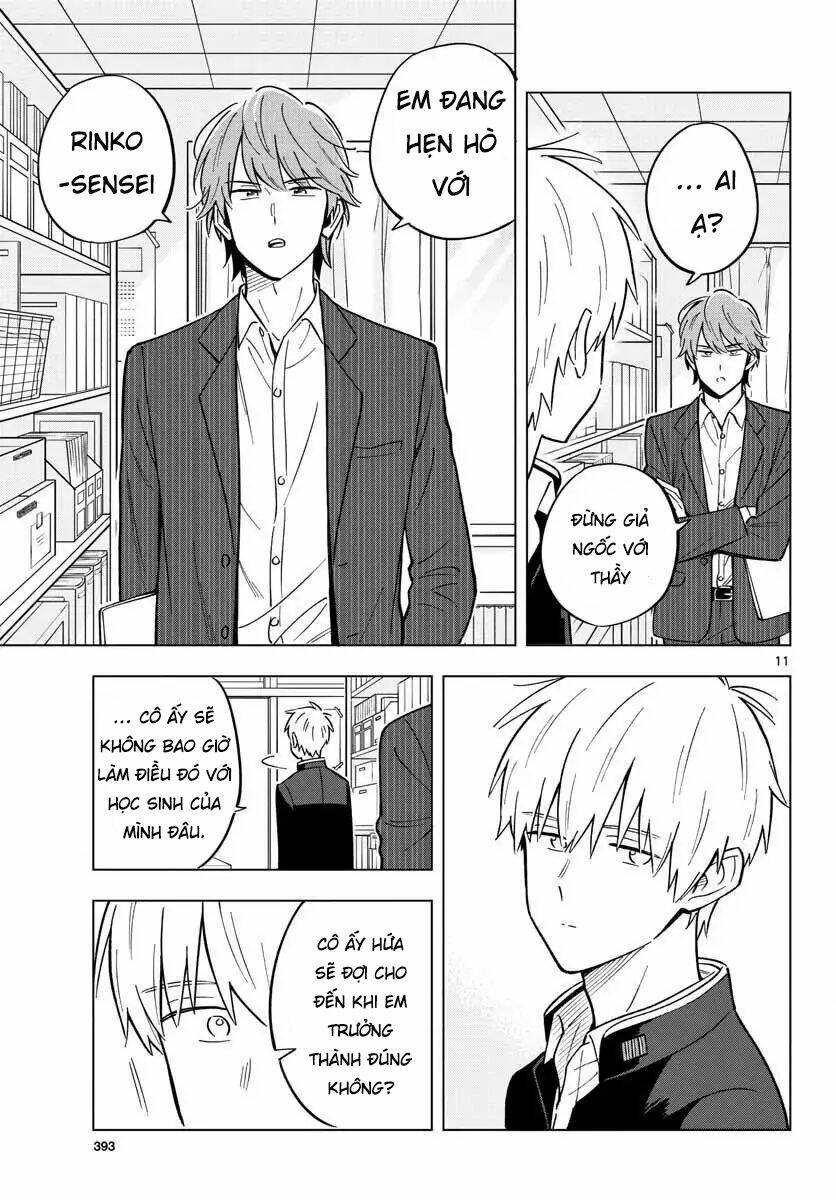 ... AI
Ạ?
ĐỪNG GIẢ
NGỐC VỚI
THẦY
EM ĐANG
HẸN HÒ
VỚI
RINKO
-SENSEI
11
... CÔ ẤY SẼ
KHÔNG BAO GIỜ
LÀM ĐIỀU ĐÓ VỚI
HỌC SINH CỦA
MÌNH ĐÂU.
CÔ ẤY HỨA
SẼ ĐỢI CHO
ĐẾN KHI EM
TRƯỞNG
THÀNH ĐÚNG
KHÔNG?
393